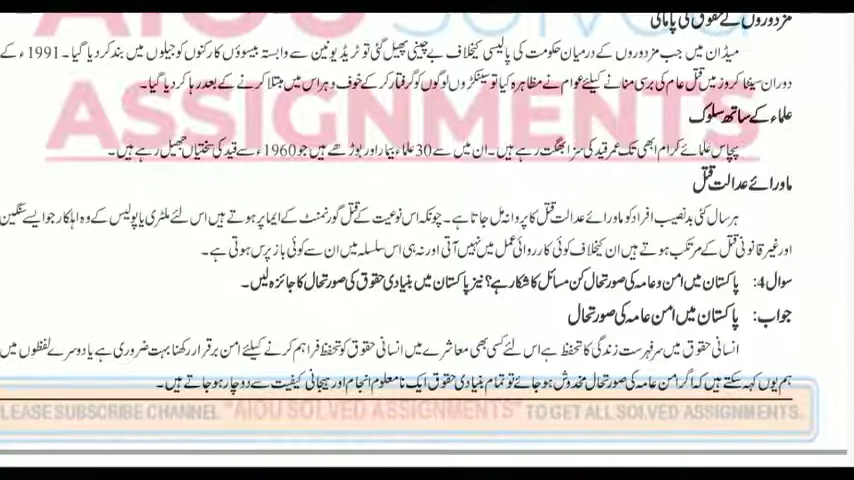 مزدوروں کے حقوق کی پامالی
میڈان میں جب مزدوروں کے درمیان حکومت کی پالیسی کیخلاف بے چینی پھیل گئی تو ٹریڈ یونین سے وابستہ بیسوؤں کارکنوں کو جیلوں میں بند کر دیا گیا۔ 1991ء کے
دوران سینٹا کروز میں قتل عام کی برسی منانے کیلئے عوام نے مظاہرہ کیا تو سینکڑوں لوگوں کو گرفتار کر کے خوف وہراس میں مبتلا کرنے کے بعد رہا کر دیا گیا۔
علماء کے ساتھ سلوک
پچاس علمائے کرام ابھی تک عمر قید کی سزا بھگت رہے ہیں۔ ان میں سے 30 علماء بیمار اور بوڑھے ہیں جو 1960ء سے قید کی سختیاں جھیل رہے ہیں۔
ماورائے عدالت قتل
ہر سال کئی بدنصیب افراد کو ماورائے عدالت قتل کا پروانہ مل جاتا ہے۔ چونکہ اس نوعیت کے قتل گورنمنٹ کے ایما پر ہوتے ہیں اس لئے ملٹری یا پولیس کے وہ اہلکار جو ایسے سنگین
اور غیر قانونی قتل کے مرتکب ہوتے ہیں ان کیخلاف کوئی کارروائی عمل میں نہیں آتی اور نہ ہی اس سلسلہ میں ان سے کوئی باز پرس ہوتی ہے۔
سوال 4: پاکستان میں امن و عامہ کی صورتحال کن مسائل کا شکار ہے؟ نیز پاکستان میں بنیادی حقوق کی صورتحال کا جائزہ لیں۔
جواب: پاکستان میں امن عامہ کی صورتحال
انسانی حقوق میں سرفہرست زندگی کا تحفظ ہے اس لئے کسی بھی معاشرے میں انسانی حقوق کو تحفظ فراہم کرنے کیلئے امن برقرار رکھنا بہت ضروری ہے یا دوسرے لفظوں میں
ہم یوں کہہ سکتے ہیں کہ اگر امن عامہ کی صورتحال مخدوش ہو جائے تو تمام بنیادی حقوق ایک نامعلوم انجام اور ہیجانی کیفیت سے دوچار ہو جاتے ہیں۔
ASSIGNMENTS
LEASE SUBSCRIBE CHANNEL "AIOU SOLVED ASSIGNMENTS" TO GET ALL SOLVED ASSIGNMENTS.